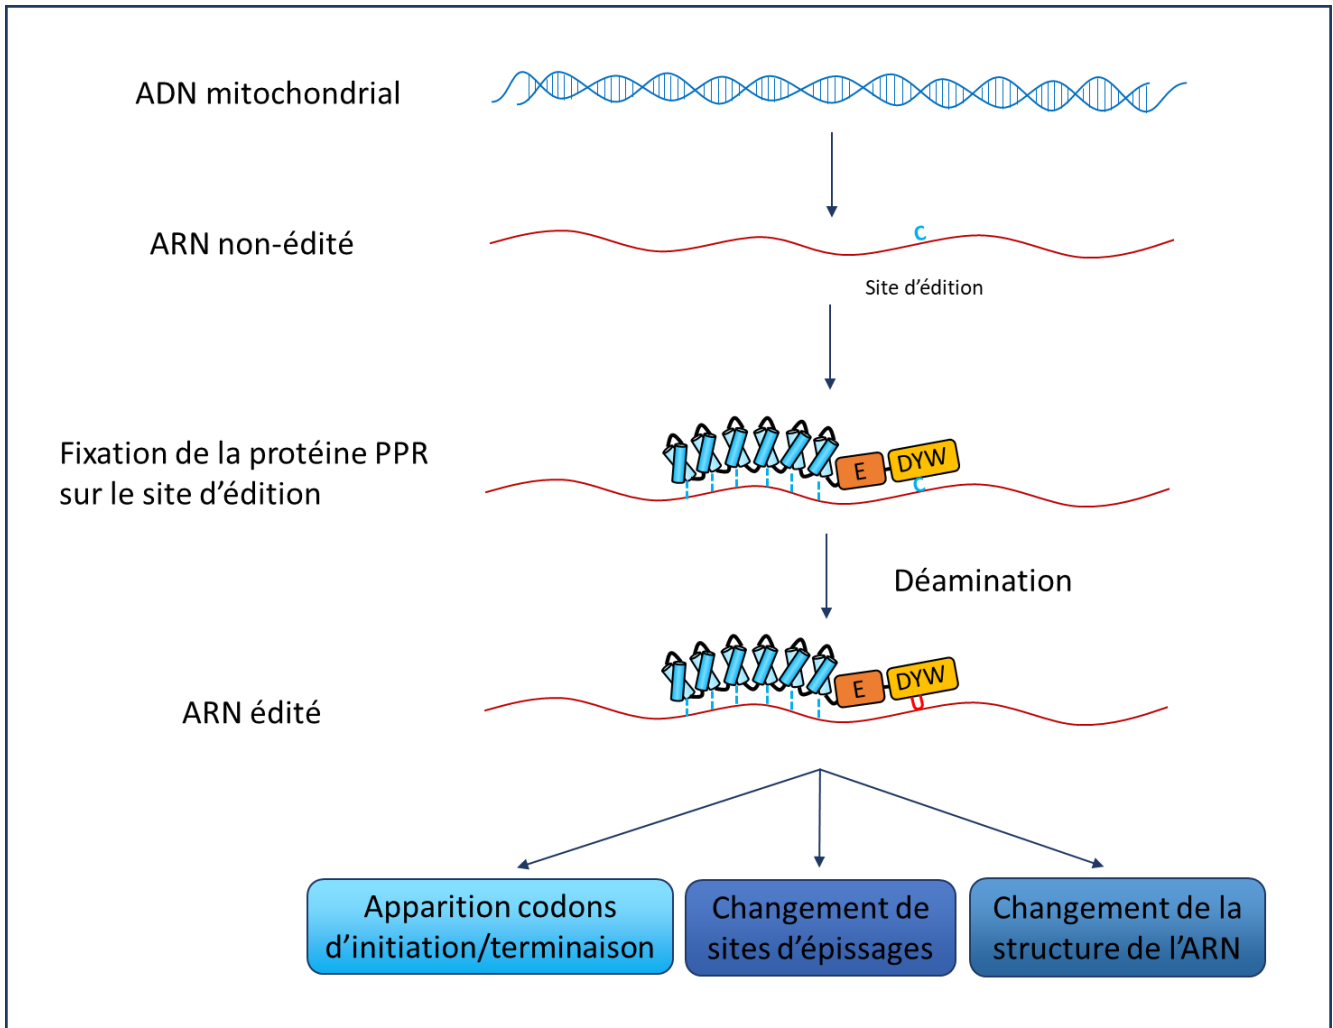 ADN mitochondrial
ARN non-édité
C
Site d'édition
Fixation de la protéine PPR
sur le site d'édition
E
DYW
C
Déamination
ARN édité
E
DYW
U
Apparition codons
d'initiation/terminaison
Changement de
sites d'épissages
Changement de la
structure de l'ARN